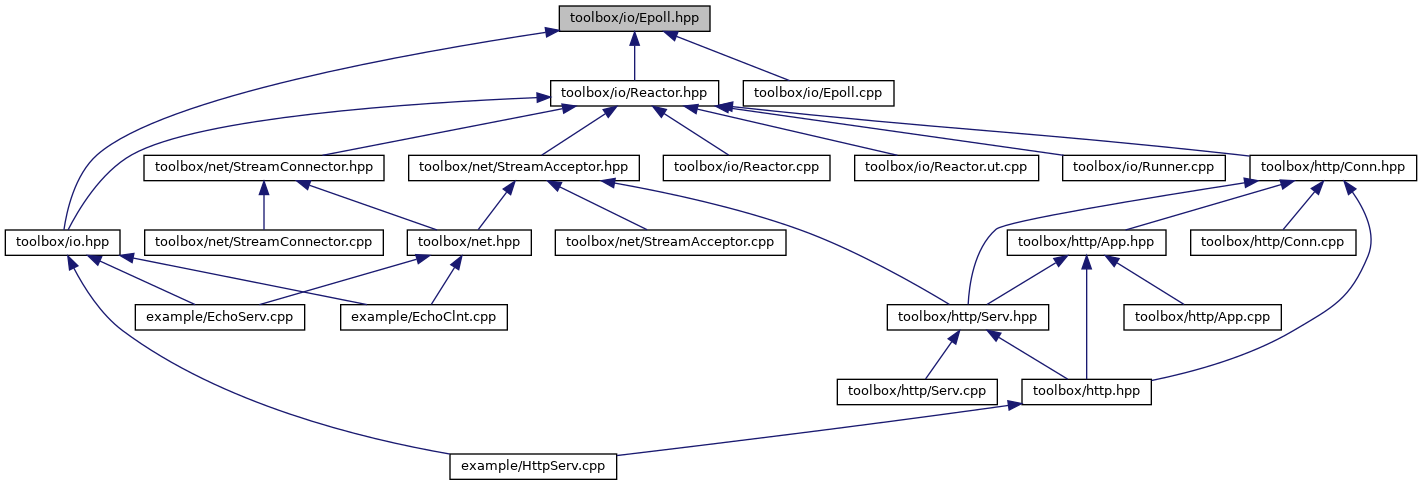 toolbox/io/Epoll.hpp
toolbox/io/Reactor.hpp
toolbox/io/Epoll.cpp
toolbox/net/StreamConnector.hpp
toolbox/net/StreamAcceptor.hpp
toolbox/io/Reactor.cpp
toolbox/io/Reactor.ut.cpp
toolbox/io/Runner.cpp
toolbox/http/Conn.hpp
toolbox/io.hpp
toolbox/net/StreamConnector.cpp
toolbox/net.hpp
toolbox/net/StreamAcceptor.cpp
toolbox/http/App.hpp
toolbox/http/Conn.cpp
example/EchoServ.cpp
example/EchoClnt.cpp
toolbox/http/Serv.hpp
toolbox/http/App.cpp
toolbox/http/Serv.cpp
toolbox/http.hpp
example/HttpServ.cpp